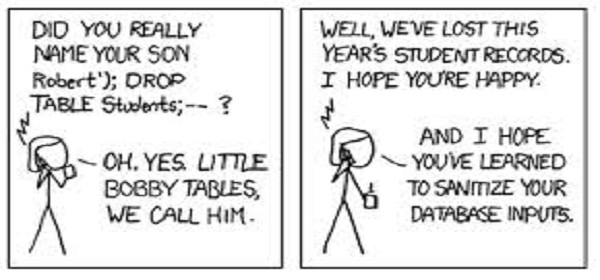 DID YOU REALLY
NAME YOUR SON
Robert'); DROP
TABLE Students;-- ?
OH. YES. LITTLE
BOBBY TABLES,
WE CALL HIM.
WELL, WE'VE LOST THIS
YEAR'S STUDENT RECORDS.
I HOPE YOU'RE HAPPY.
AND I HOPE
YOU'VE LEARNED
TO SANITIZE YOUR
DATABASE INPUTS.